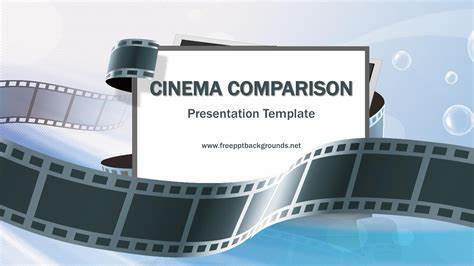 CINEMA COMPARISON
Presentation Template
www.freepptbackgrounds.net